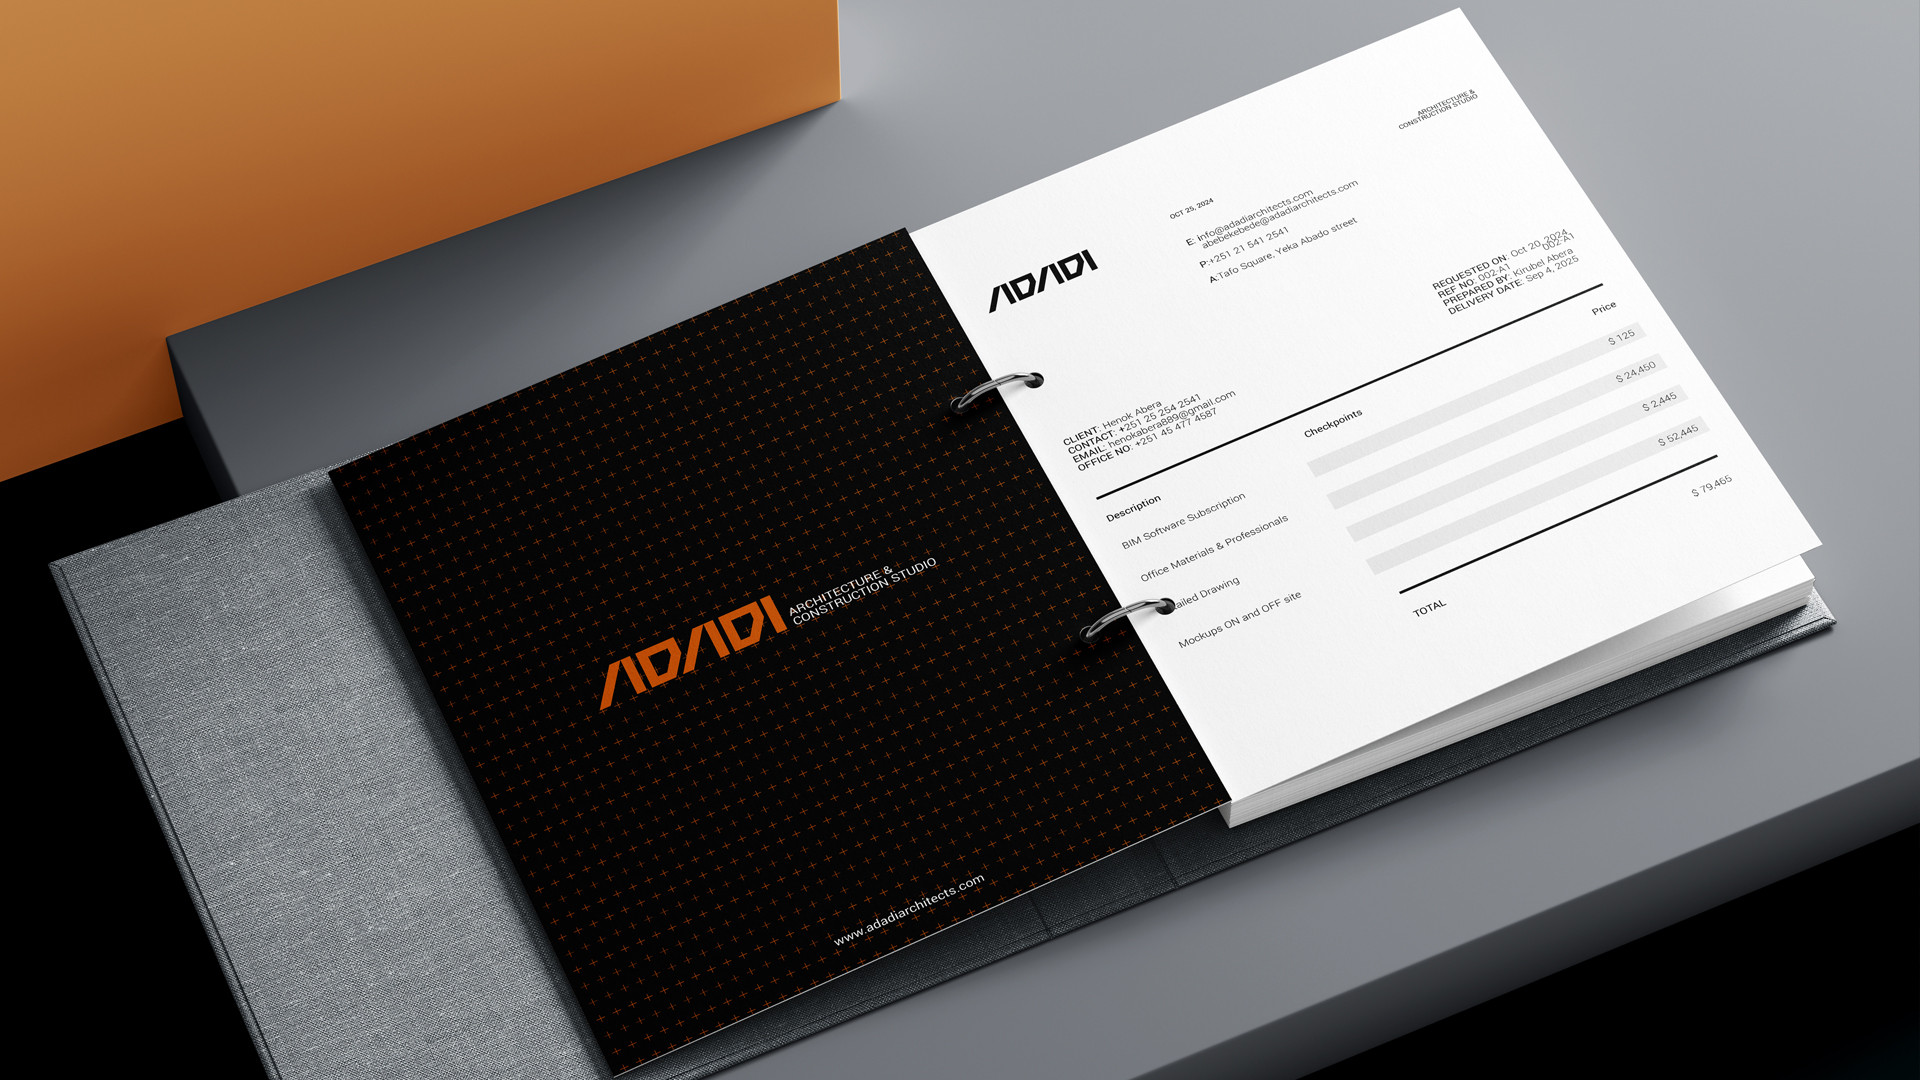 ADADI
ARCHITECTURE &
CONSTRUCTION STUDIO
www.adadiarchitects.com
ARCHITECTURE &
CONSTRUCTION STUDIO
ADADI
OCT 25, 2024
E: info@adadiarchitects.com
abebekebede@adadiarchitects.com
P:+251 21 541 2541
A:Tafo Square, Yeka Abado street
REQUESTED ON: Oct 20, 2024
002-A1
REF NO: 002-A1
PREPARED BY: Kirubel Abera
DELIVERY DATE: Sep 4, 2025
CLIENT: Henok Abera
CONTACT: +251 25 254 2541
EMAIL: henokabera889@gmail.com
OFFICE NO: +251 45 477 4587
Description Checkpoints Price
BIM Software Subscription $ 125
Office Materials & Professionals $ 24,450
ailed Drawing $ 2,445
Mockups ON and OFF site $ 52,445
TOTAL $ 79,465